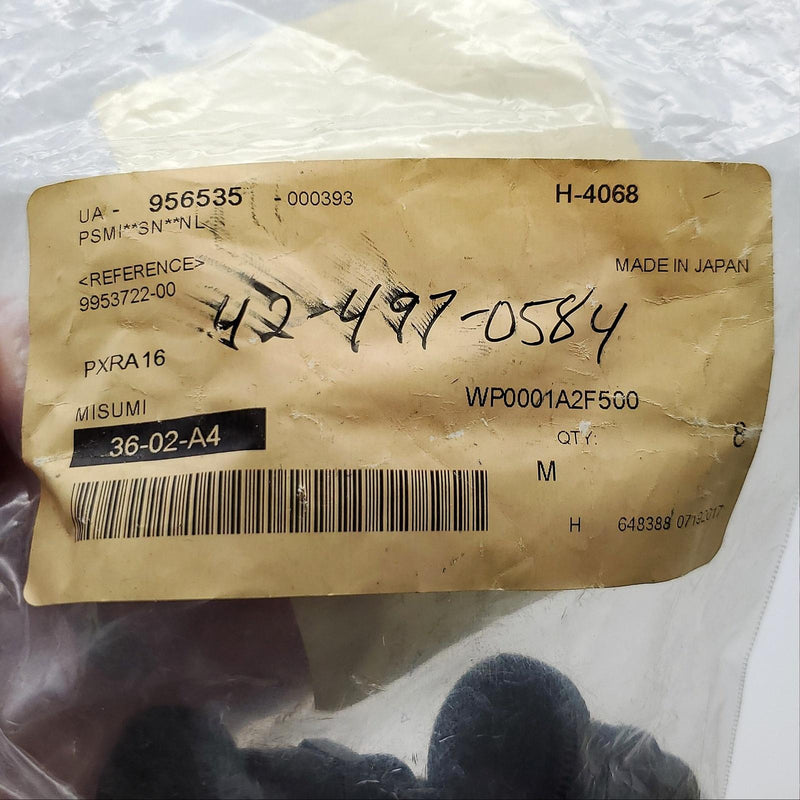 UA - 956535 - 000393 H-4068
PSMI**SN**NL
<REFERENCE> MADE IN JAPAN
9953722-00
42-497-0584
PXRA16
MISUMI WP0001A2F500
36-02-A4 QTY: 8
M
H 648388 07192017